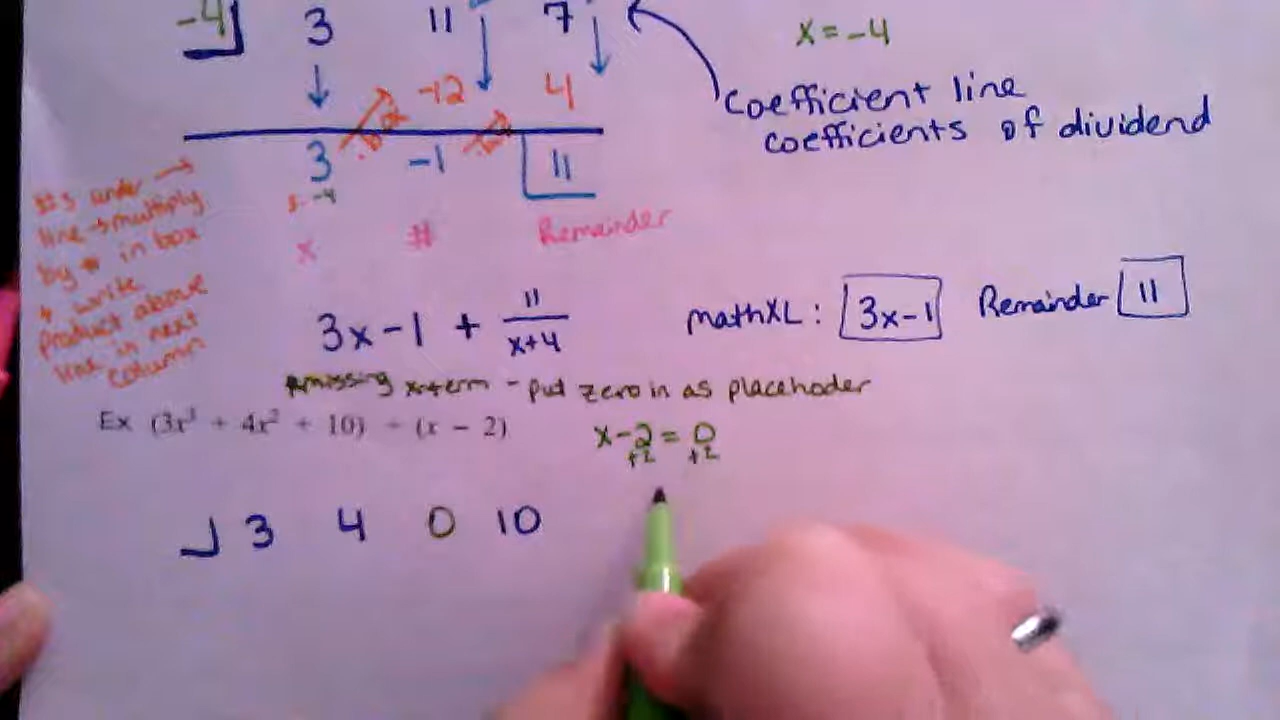 -4 3 11 7
x = -4
-12 4
Coefficient line
coefficients of dividend
3 -1 11
#'s under →
line → multiply
by # in box
& write
product above
line in next
column
-4
x # Remainder
3x - 1 + 11/(x+4)
mathXL: 3x-1 Remainder 11
missing x term - put zero in as placehoder
Ex (3x³ + 4x² + 10) ÷ (x - 2)
x - 2 = 0
+2 +2
3 4 0 10